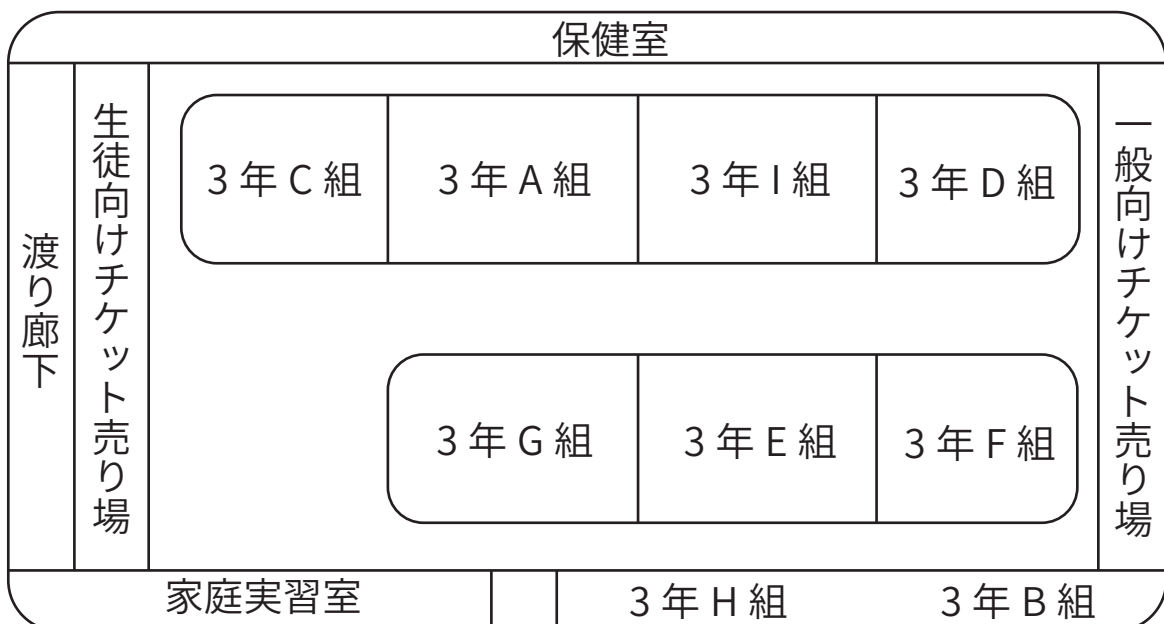 保健室
渡り廊下
生徒向けチケット売り場
3年C組
3年A組
3年I組
3年D組
一般向けチケット売り場
3年G組
3年E組
3年F組
家庭実習室
3年H組
3年B組